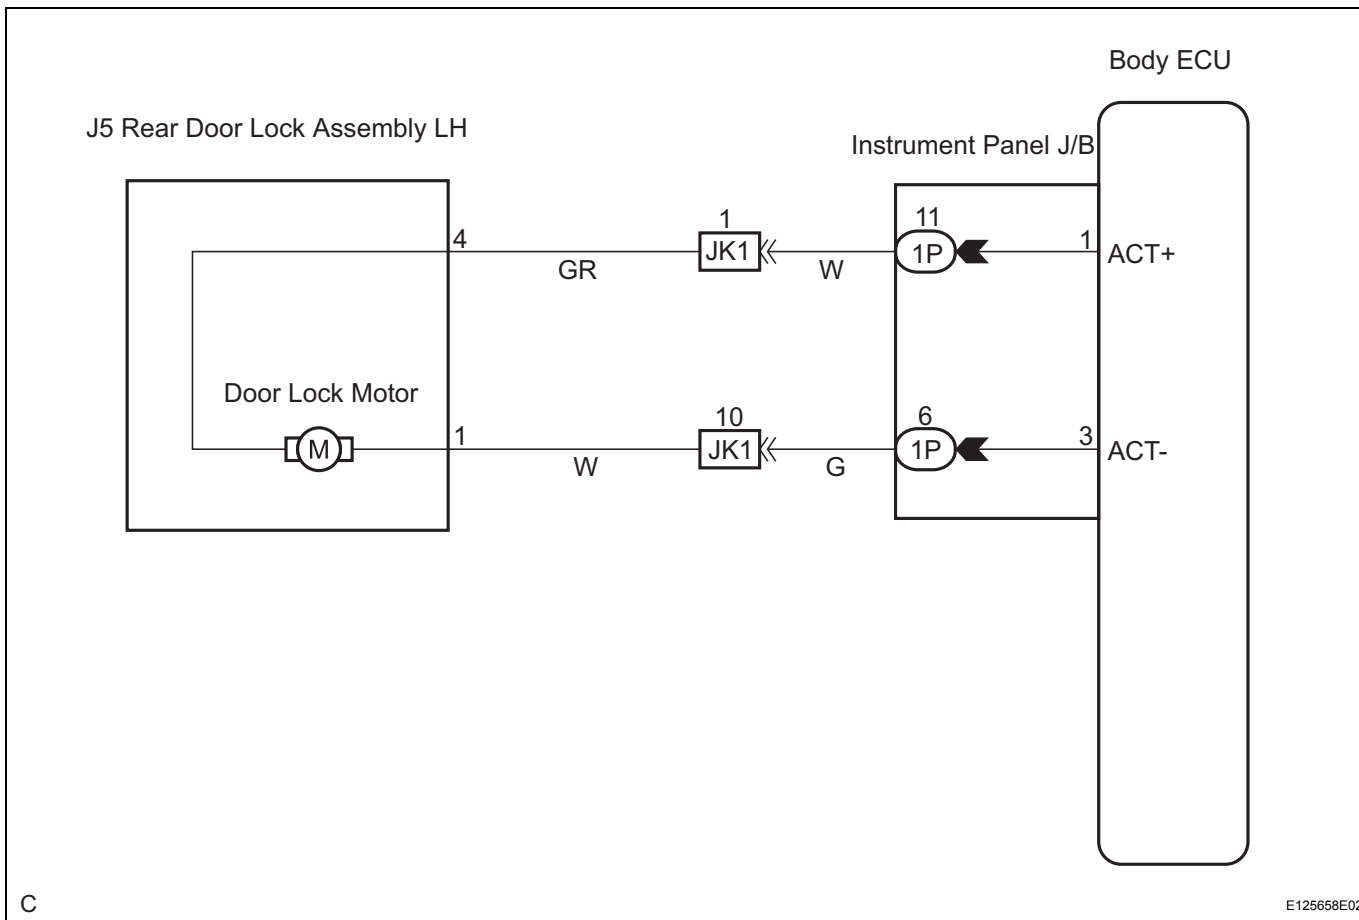 Body ECU
J5 Rear Door Lock Assembly LH
Instrument Panel J/B
4
GR
1
JK1
W
11
1P
1
ACT+
Door Lock Motor
M
1
W
10
JK1
G
6
1P
3
ACT-
C
E125658E02